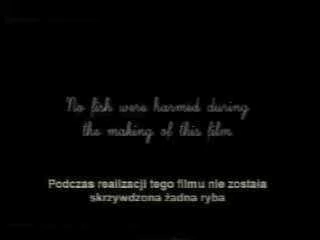 No fish were harmed during
the making of this film
Podczas realizacji tego filmu nie została
skrzywdzona żadna ryba